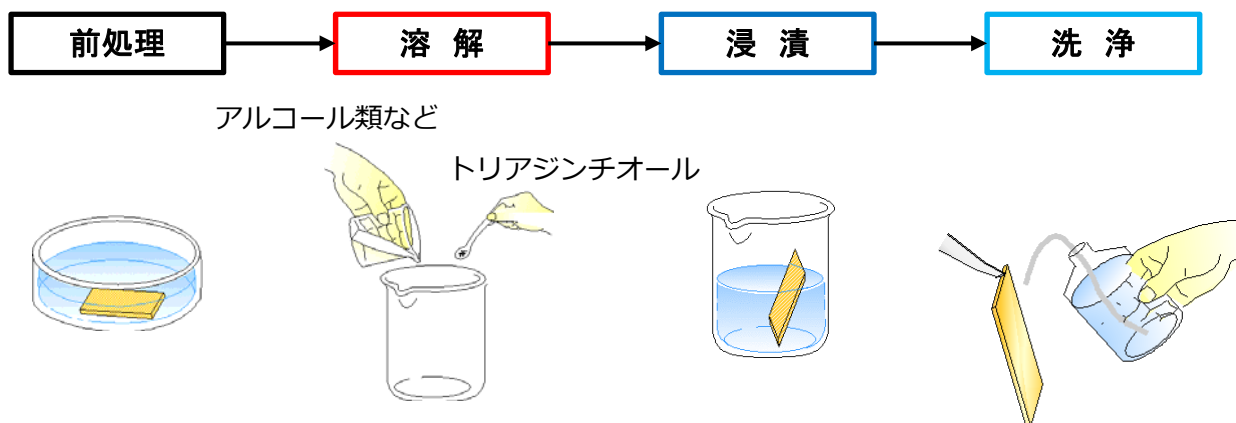 前処理
溶 解
浸 漬
洗 浄
アルコール類など
トリアジンチオール